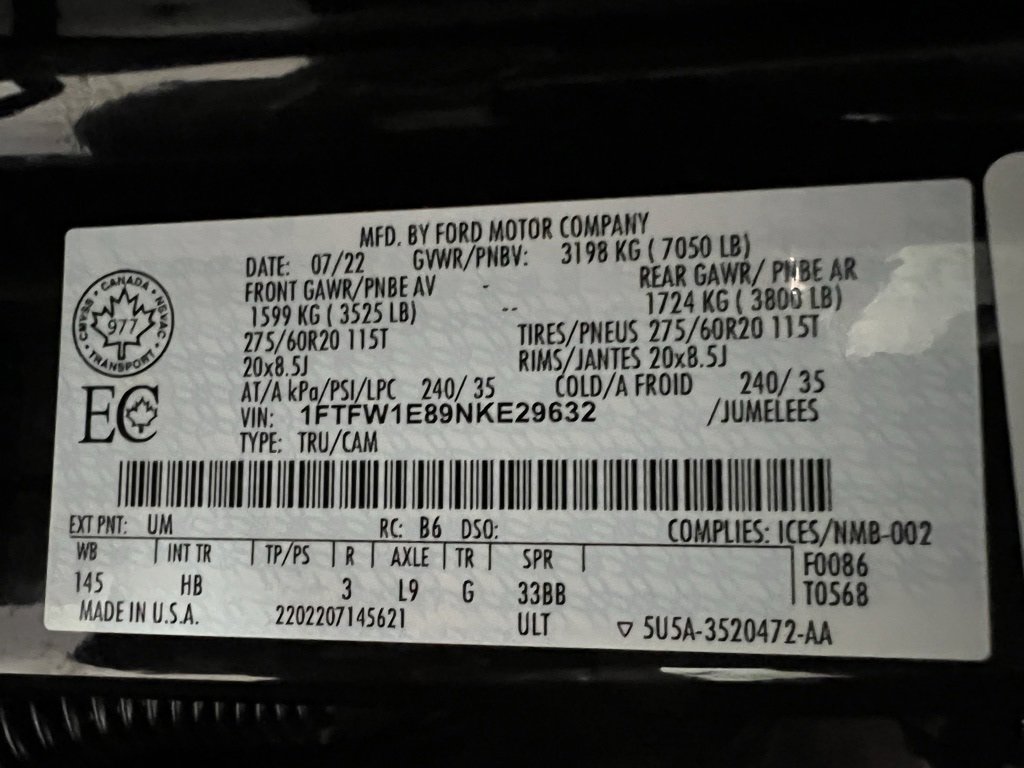 MFD. BY FORD MOTOR COMPANY
DATE: 07/22 GVWR/PNBV: 3198 KG ( 7050 LB)
FRONT GAWR/PNBE AV - REAR GAWR/ PNBE AR
1599 KG ( 3525 LB) -- 1724 KG ( 3800 LB)
275/60R20 115T TIRES/PNEUS 275/60R20 115T
20x8.5J RIMS/JANTES 20x8.5J
AT/A kPa/PSI/LPC 240/ 35 COLD/A FROID 240/ 35
VIN: 1FTFW1E89NKE29632 /JUMELEES
TYPE: TRU/CAM
CANADA
CMVSS NSVAC
977
TRANSPORT
EC
EXT PNT: UM RC: B6 DSO: COMPLIES: ICES/NMB-002
WB INT TR TP/PS R AXLE TR SPR F0086
145 HB 3 L9 G 33BB T0568
MADE IN U.S.A. 2202207145621 ULT ▽ 5U5A-3520472-AA